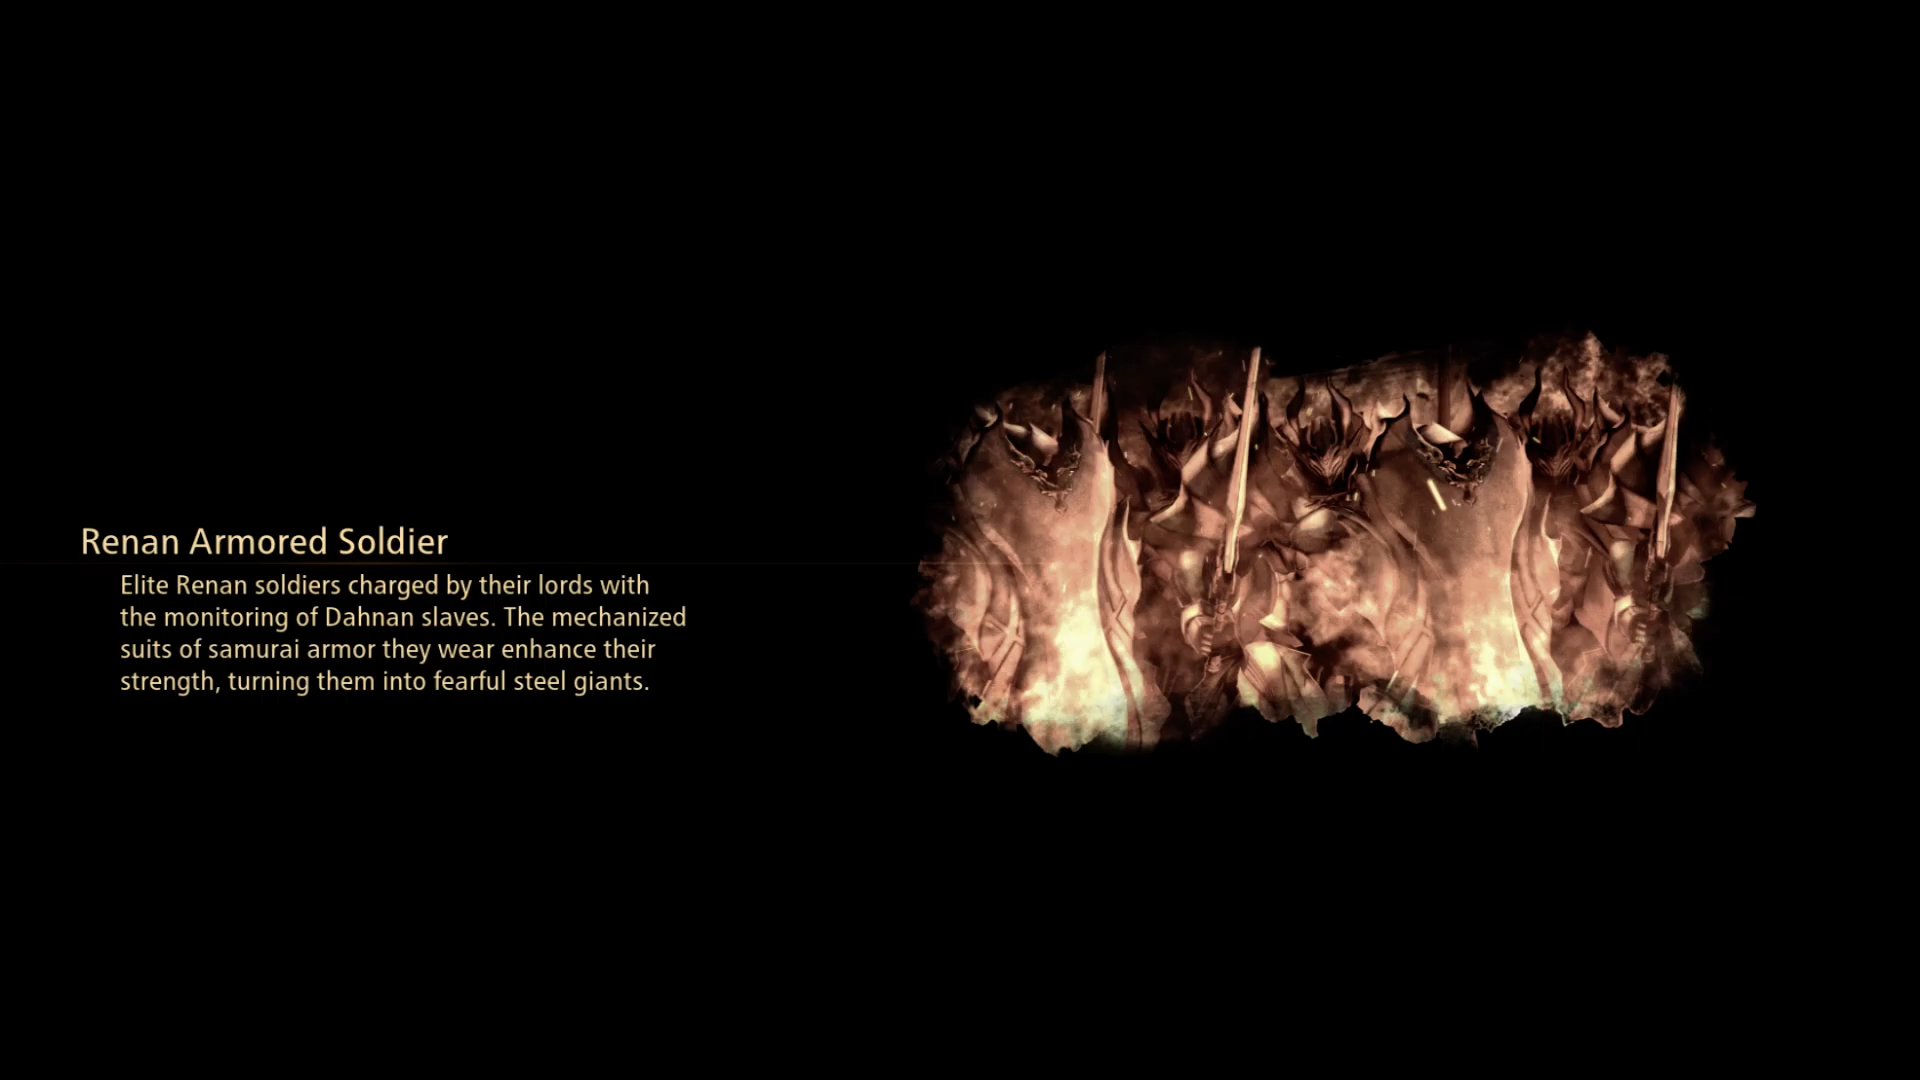 Renan Armored Soldier
Elite Renan soldiers charged by their lords with
the monitoring of Dahnan slaves. The mechanized
suits of samurai armor they wear enhance their
strength, turning them into fearful steel giants.